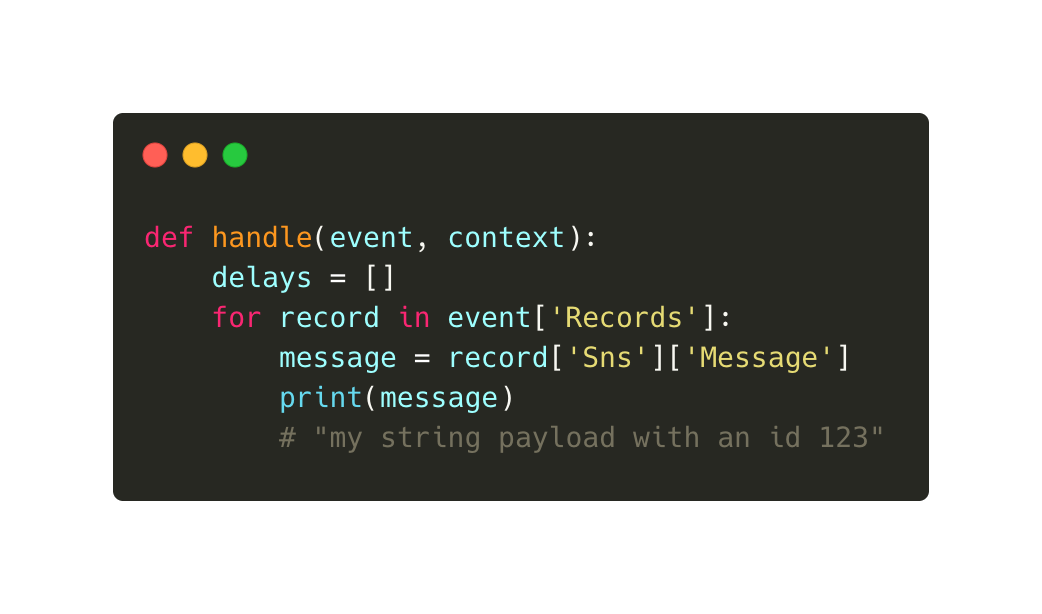 def handle(event, context):
    delays = []
    for record in event['Records']:
        message = record['Sns']['Message']
        print(message)
        # "my string payload with an id 123"